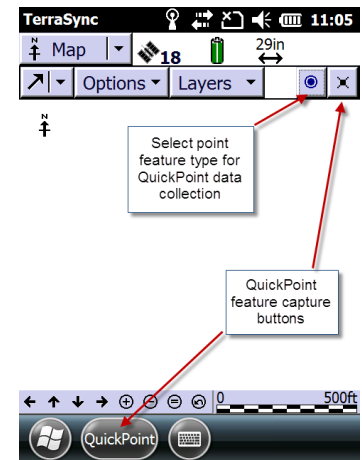 TerraSync 11:05
Map 18 29in
Options Layers
N
Select point
feature type for
QuickPoint data
collection
QuickPoint
feature capture
buttons
0 500ft
QuickPoint